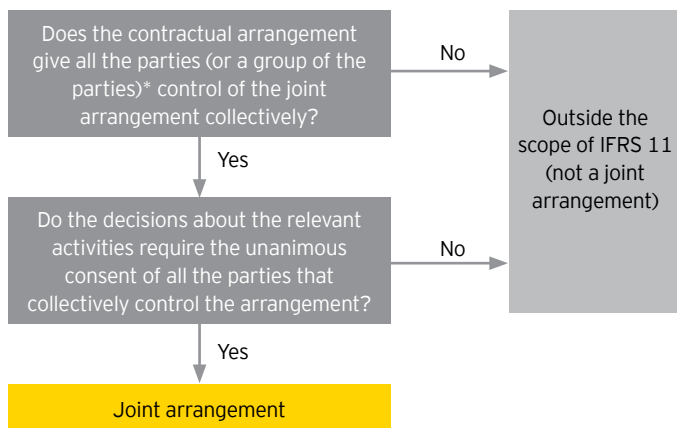 Does the contractual arrangement
give all the parties (or a group of the
parties)* control of the joint
arrangement collectively?
No
Outside the
scope of IFRS 11
(not a joint
arrangement)
Yes
Do the decisions about the relevant
activities require the unanimous
consent of all the parties that
collectively control the arrangement?
No
Yes
Joint arrangement